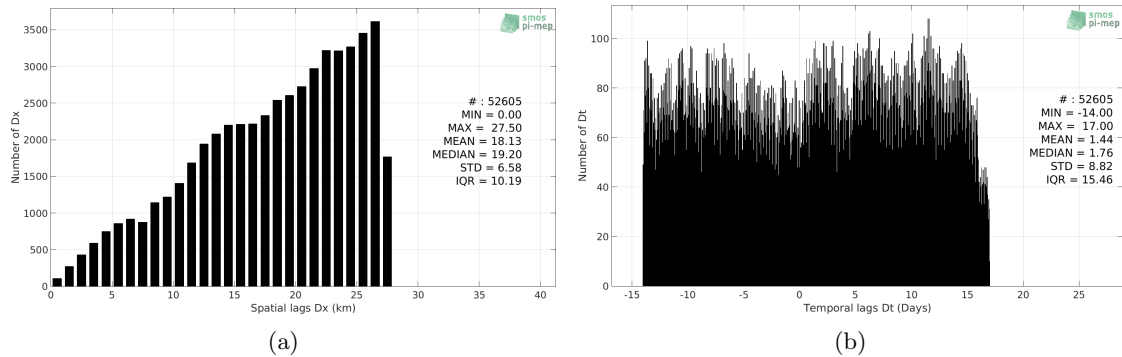 smos
pi-mep
3500
3000
2500
2000
1500
1000
500
0
Number of Dx
# : 52605
MIN = 0.00
MAX = 27.50
MEAN = 18.13
MEDIAN = 19.20
STD = 6.58
IQR = 10.19
0 5 10 15 20 25 30 35 40
Spatial lags Dx (km)
(a)
smos
pi-mep
100
80
60
40
20
0
Number of Dt
# : 52605
MIN = -14.00
MAX = 17.00
MEAN = 1.44
MEDIAN = 1.76
STD = 8.82
IQR = 15.46
-15 -10 -5 0 5 10 15 20 25
Temporal lags Dt (Days)
(b)